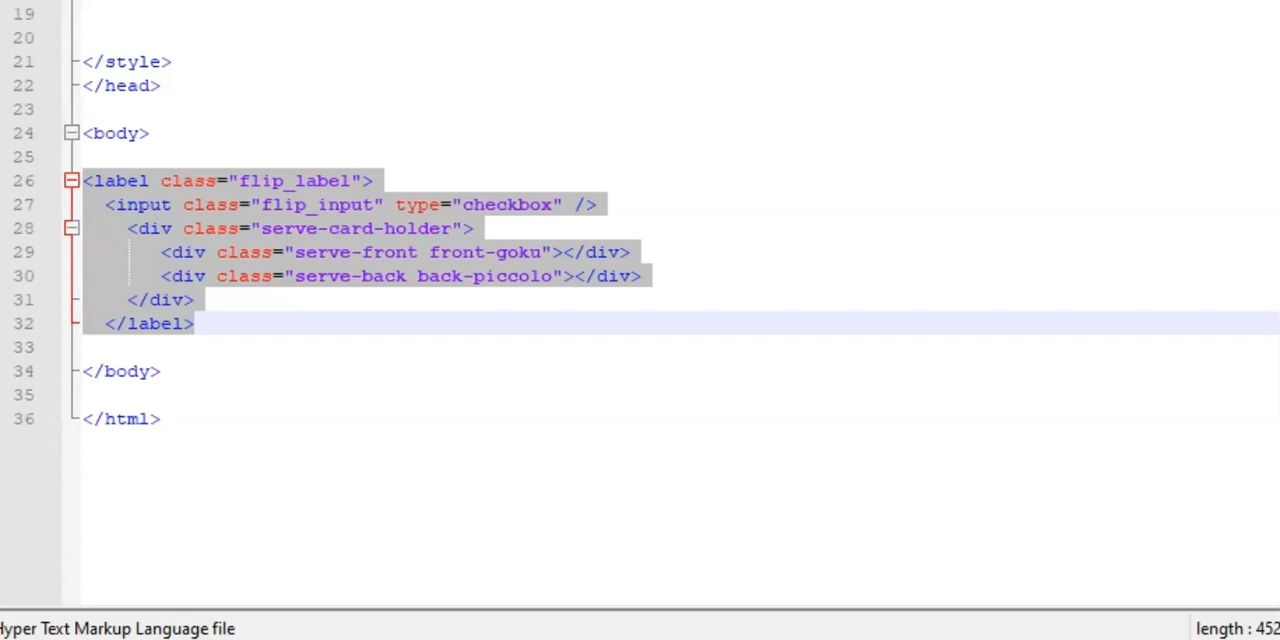 19
20
21 </style>
22 </head>
23
24 <body>
25
26 <label class="flip_label">
27 <input class="flip_input" type="checkbox" />
28 <div class="serve-card-holder">
29 <div class="serve-front front-goku"></div>
30 <div class="serve-back back-piccolo"></div>
31 </div>
32 </label>
33
34 </body>
35
36 </html>
Hyper Text Markup Language file length : 452